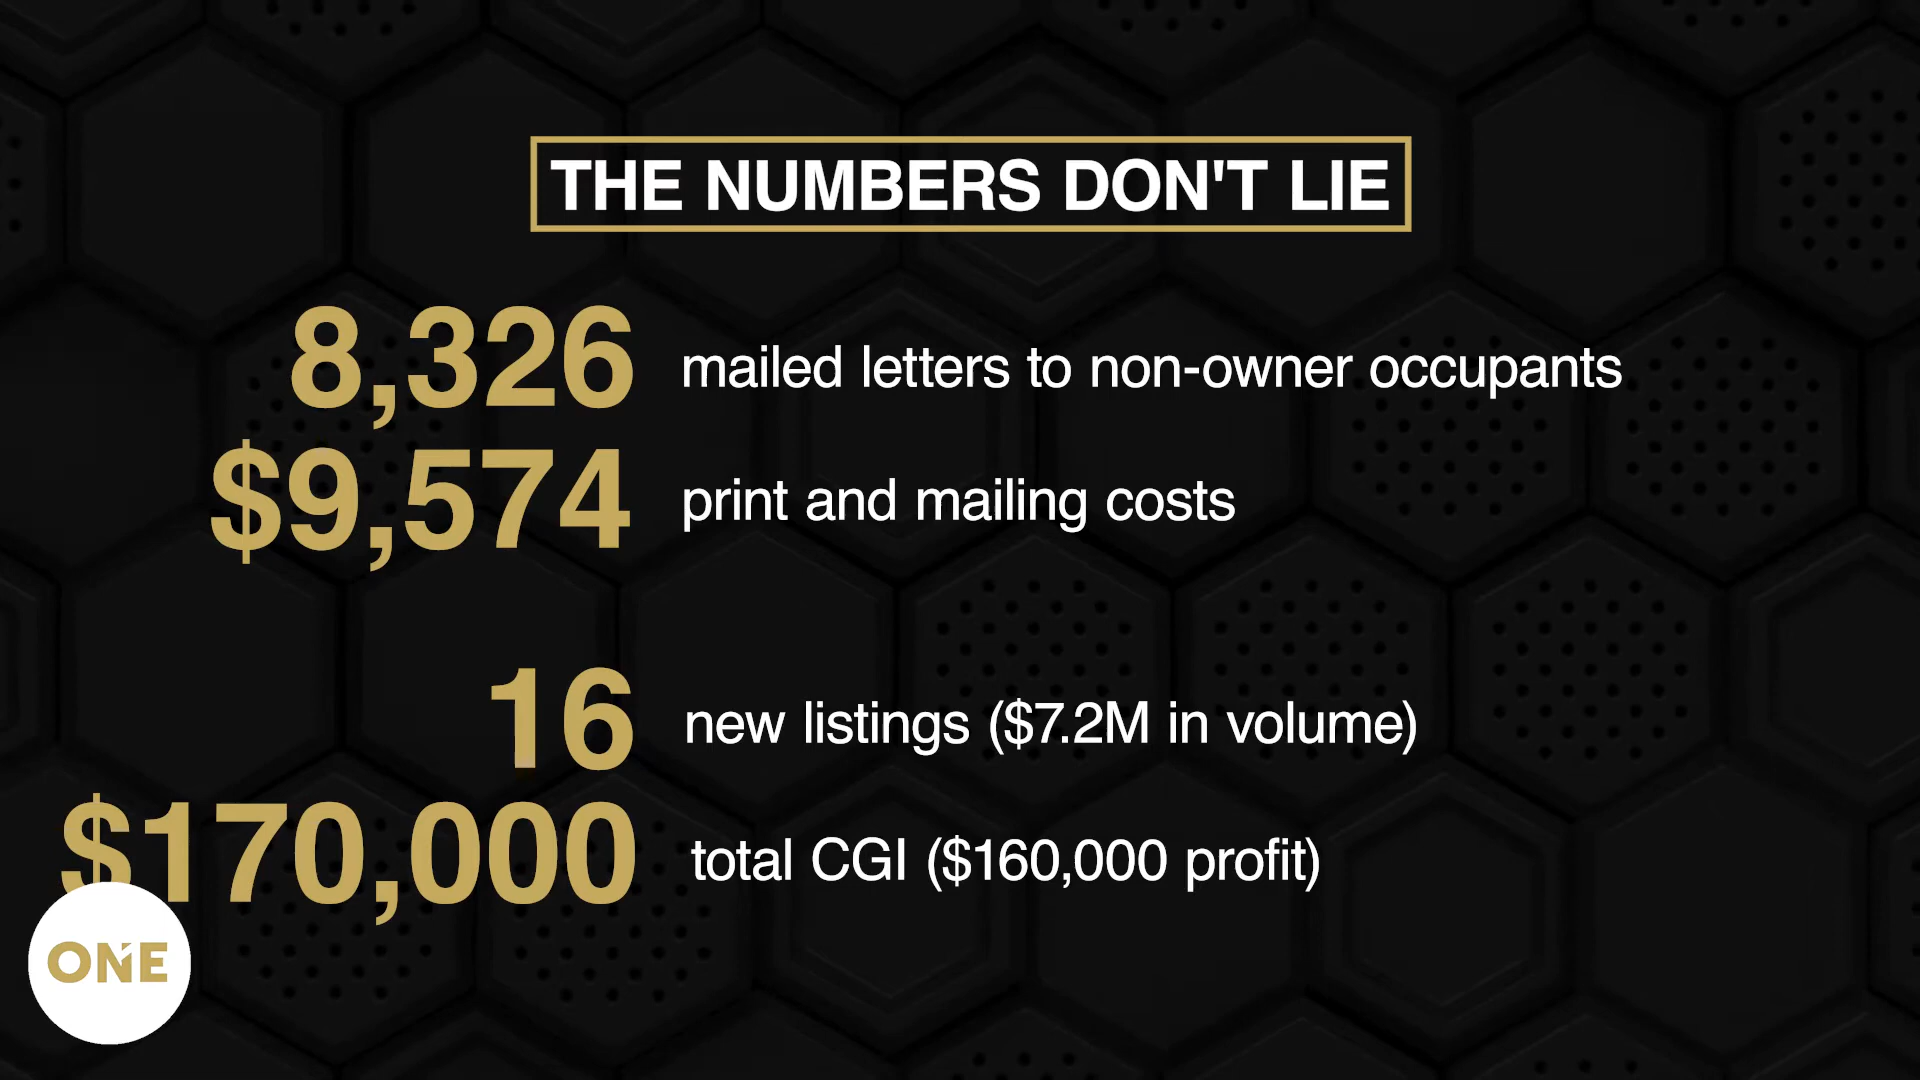 THE NUMBERS DON'T LIE
8,326 mailed letters to non-owner occupants
$9,574 print and mailing costs
16 new listings ($7.2M in volume)
$170,000 total CGI ($160,000 profit)
ONE